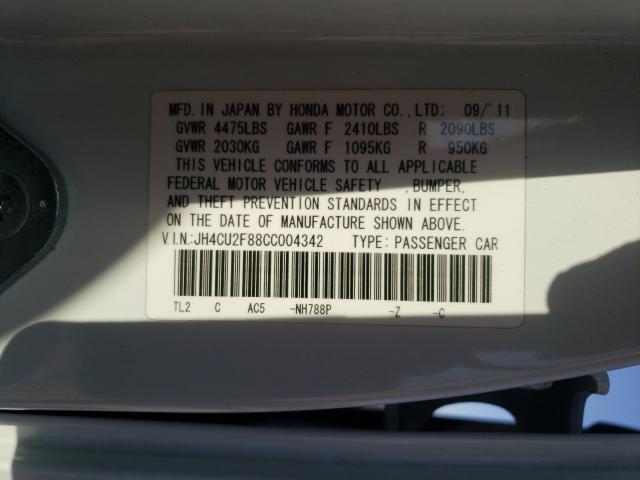 MFD. IN JAPAN BY HONDA MOTOR CO., LTD: 09/'11
GVWR 4475LBS GAWR F 2410LBS R 2090LBS
GVWR 2030KG GAWR F 1095KG R 950KG
THIS VEHICLE CONFORMS TO ALL APPLICABLE
FEDERAL MOTOR VEHICLE SAFETY , BUMPER,
AND THEFT PREVENTION STANDARDS IN EFFECT
ON THE DATE OF MANUFACTURE SHOWN ABOVE.
V.I.N.:JH4CU2F88CC004342 TYPE: PASSENGER CAR
TL2 C AC5 -NH788P -Z -C